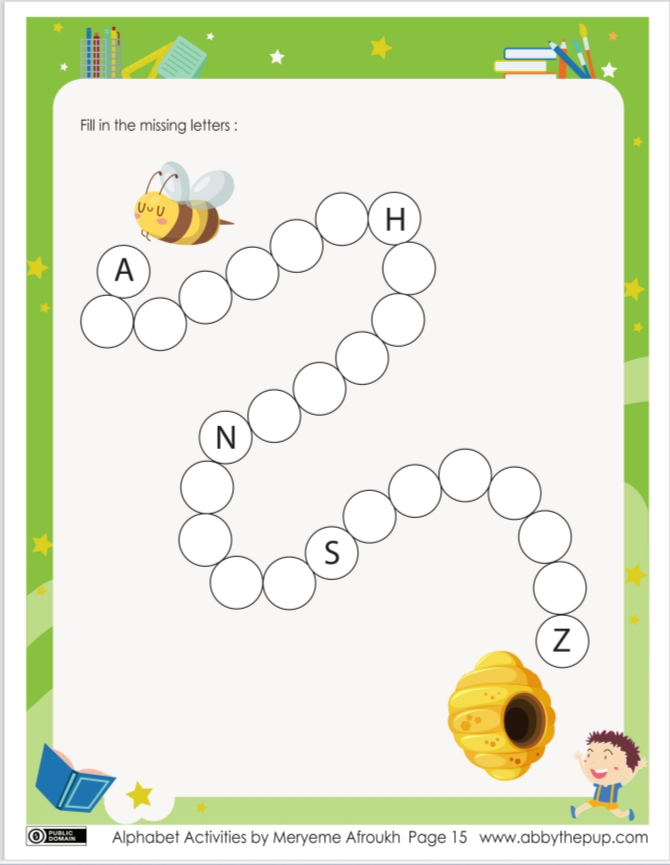 Fill in the missing letters :
A
H
N
S
Z
PUBLIC
DOMAIN
Alphabet Activities by Meryeme Afroukh Page 15 www.abbythepup.com